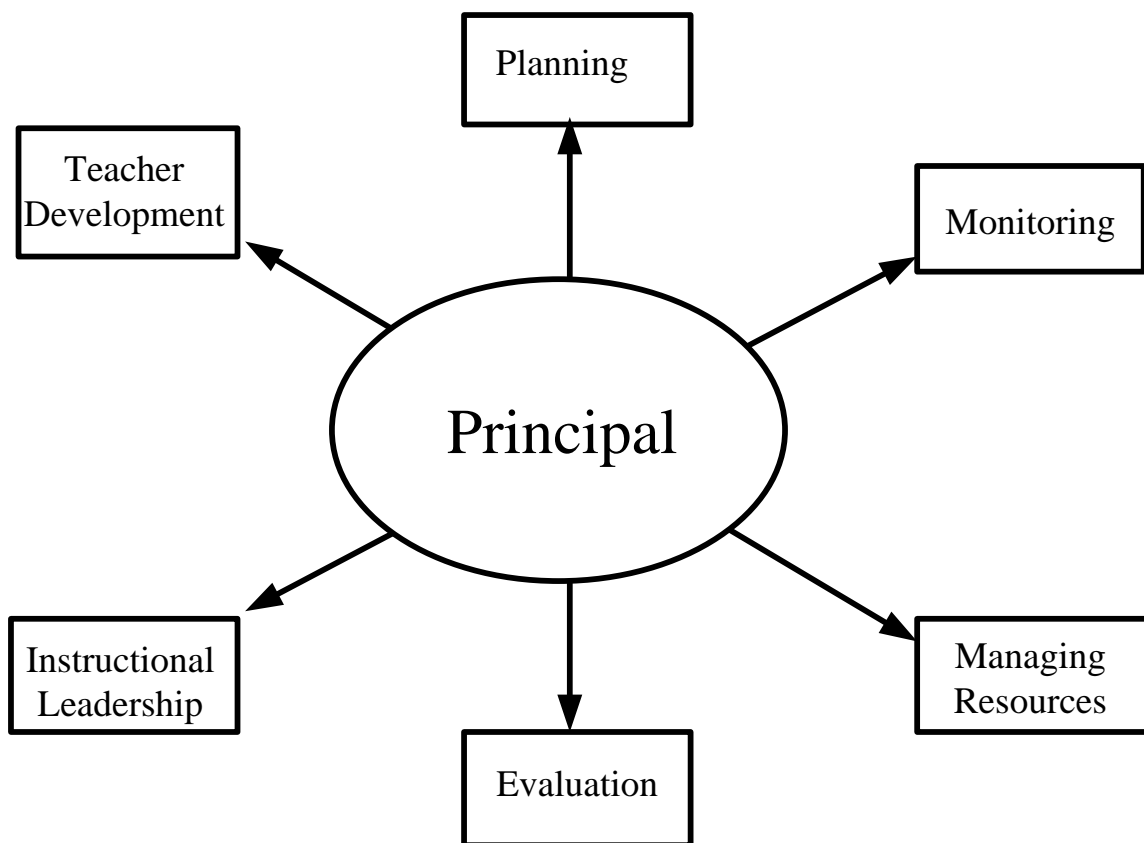 Planning
Teacher
Development
Monitoring
Principal
Instructional
Leadership
Managing
Resources
Evaluation